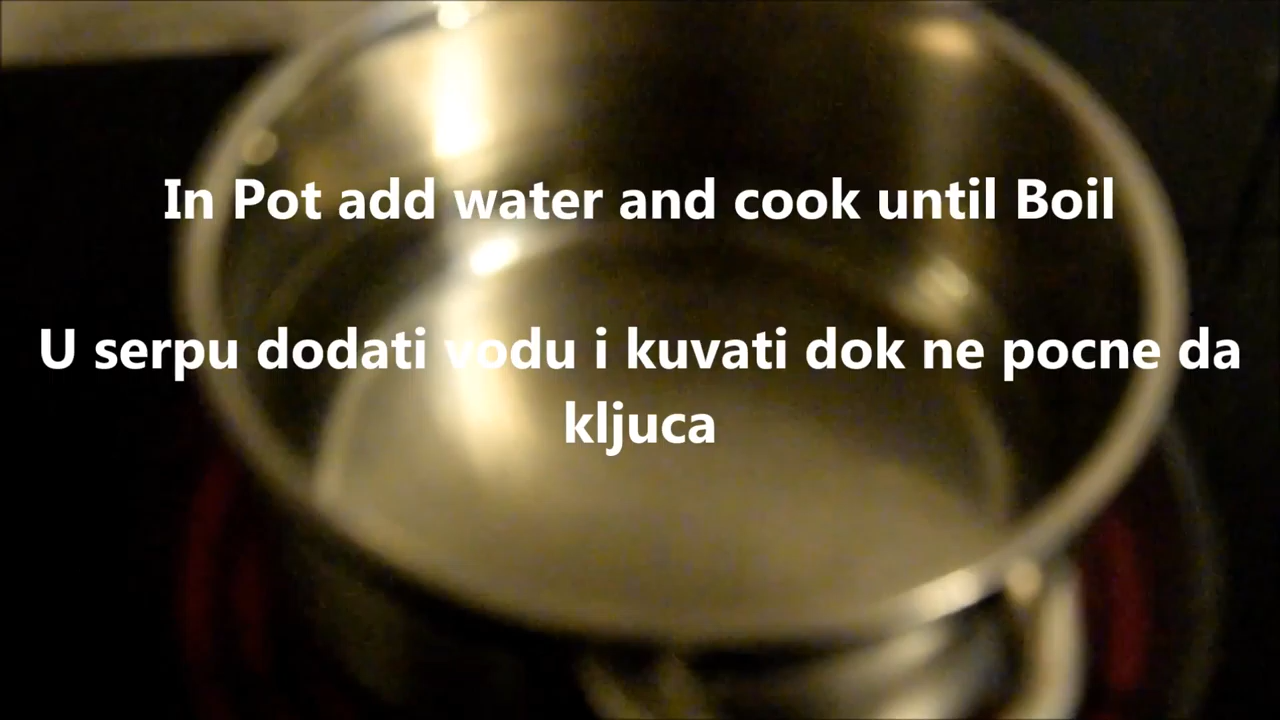 In Pot add water and cook until Boil
U serpu dodati vodu i kuvati dok ne pocne da
kljuca